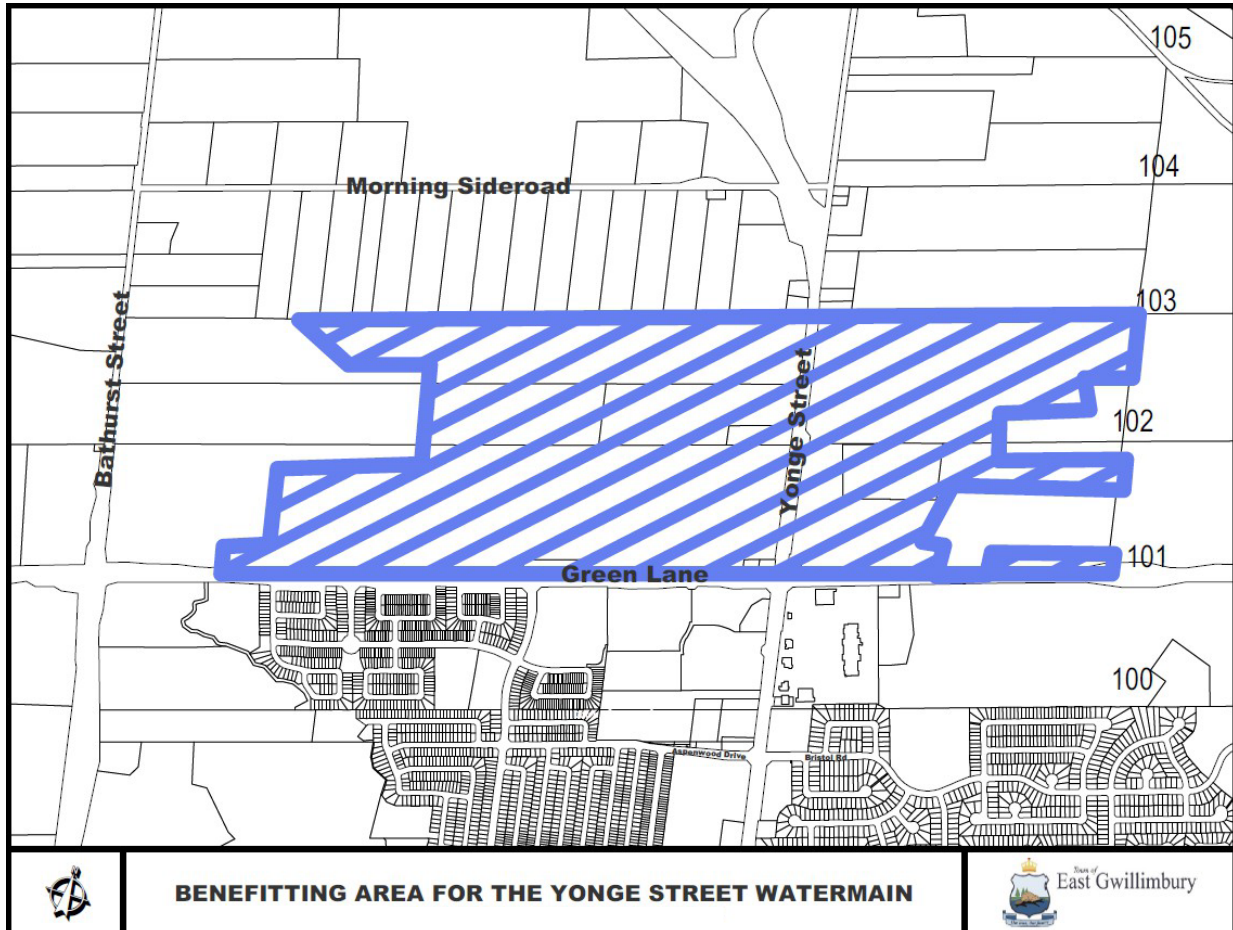 105
104
Morning Sideroad
103
Bathurst Street
Yonge Street
102
101
Green Lane
100
Aspenwood Drive
Bristol Rd
BENEFITTING AREA FOR THE YONGE STREET WATERMAIN
Town of
East Gwillimbury